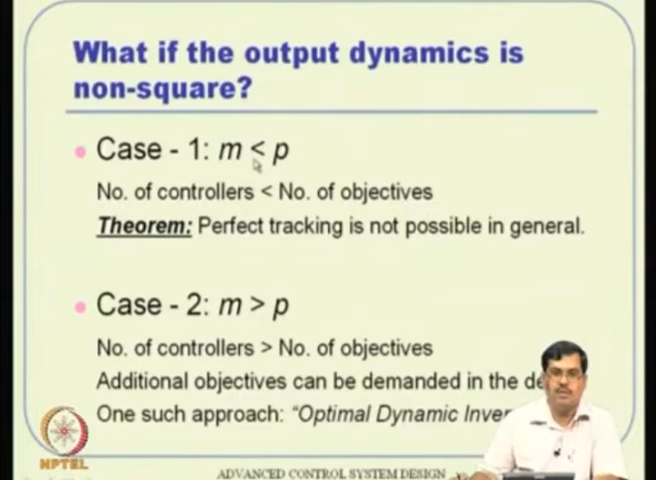 What if the output dynamics is
non-square?
Case - 1: m < p
No. of controllers < No. of objectives
Theorem: Perfect tracking is not possible in general.
Case - 2: m > p
No. of controllers > No. of objectives
Additional objectives can be demanded in the
One such approach: "Optimal Dynamic
NPTEL
ADVANCED CONTROL SYSTEM DESIGN